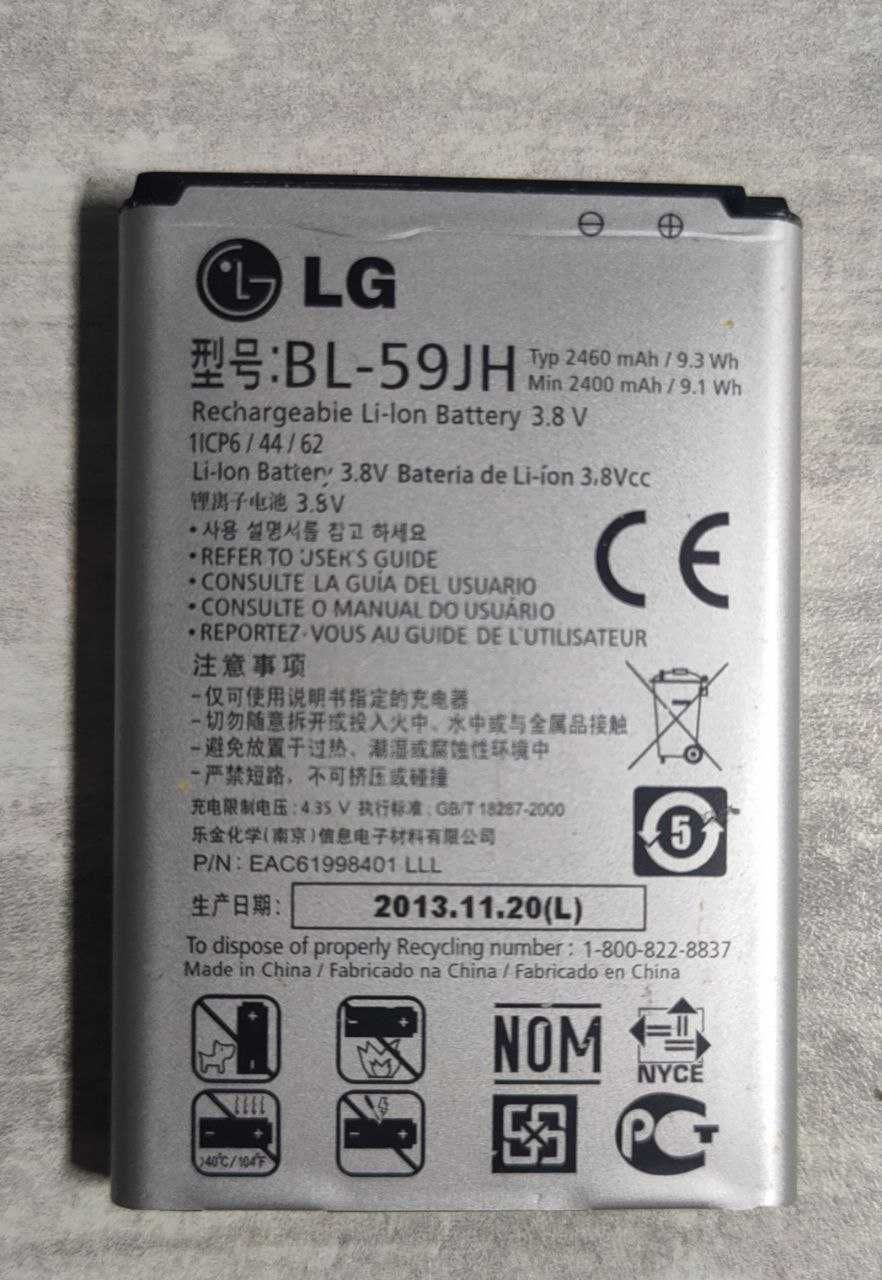 LG
型号:BL-59JH Typ 2460 mAh / 9.3 Wh
Min 2400 mAh / 9.1 Wh
Rechargeable Li-Ion Battery 3.8 V
1ICP6 / 44 / 62
Li-Ion Battery 3.8V Bateria de Li-íon 3,8Vcc
锂离子电池 3.8V
• 사용 설명서를 참고 하세요
• REFER TO USER'S GUIDE
• CONSULTE LA GUÍA DEL USUARIO
• CONSULTE O MANUAL DO USUÁRIO
• REPORTEZ-VOUS AU GUIDE DE L'UTILISATEUR
CE
注意事项
-仅可使用说明书指定的充电器
-切勿随意拆开或投入火中、水中或与金属品接触
-避免放置于过热、潮湿或腐蚀性环境中
-严禁短路，不可挤压或碰撞
充电限制电压: 4.35 V 执行标准: GB/T 18287-2000
乐金化学(南京)信息电子材料有限公司
P/N: EAC61998401 LLL
5
生产日期: 2013.11.20(L)
To dispose of properly Recycling number : 1-800-822-8837
Made in China / Fabricado na China / Fabricado en China
NOM
NYCE
>40°C/104°F
PCT